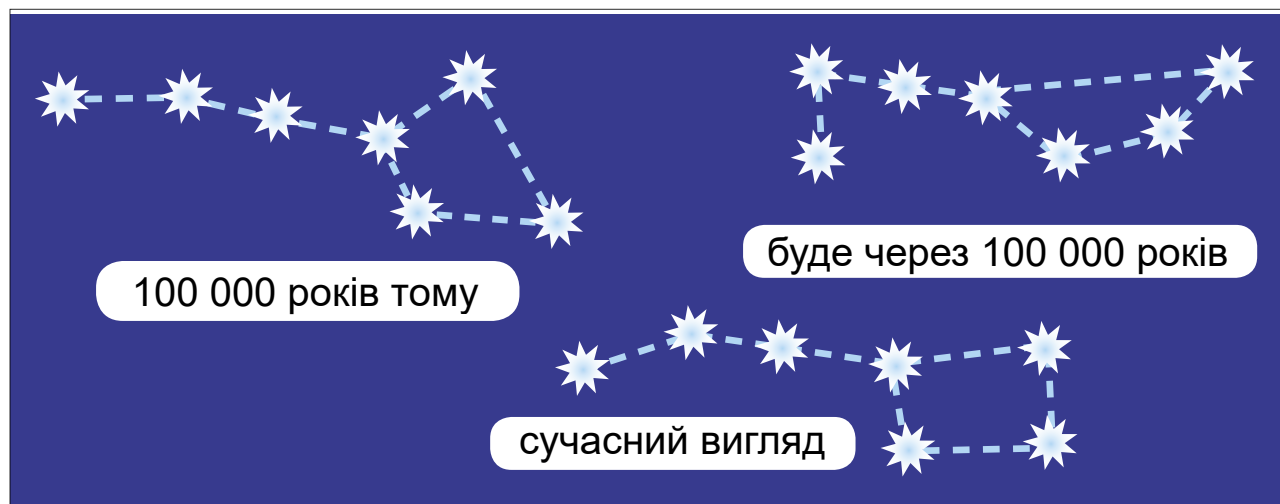 100 000 років тому
буде через 100 000 років
сучасний вигляд